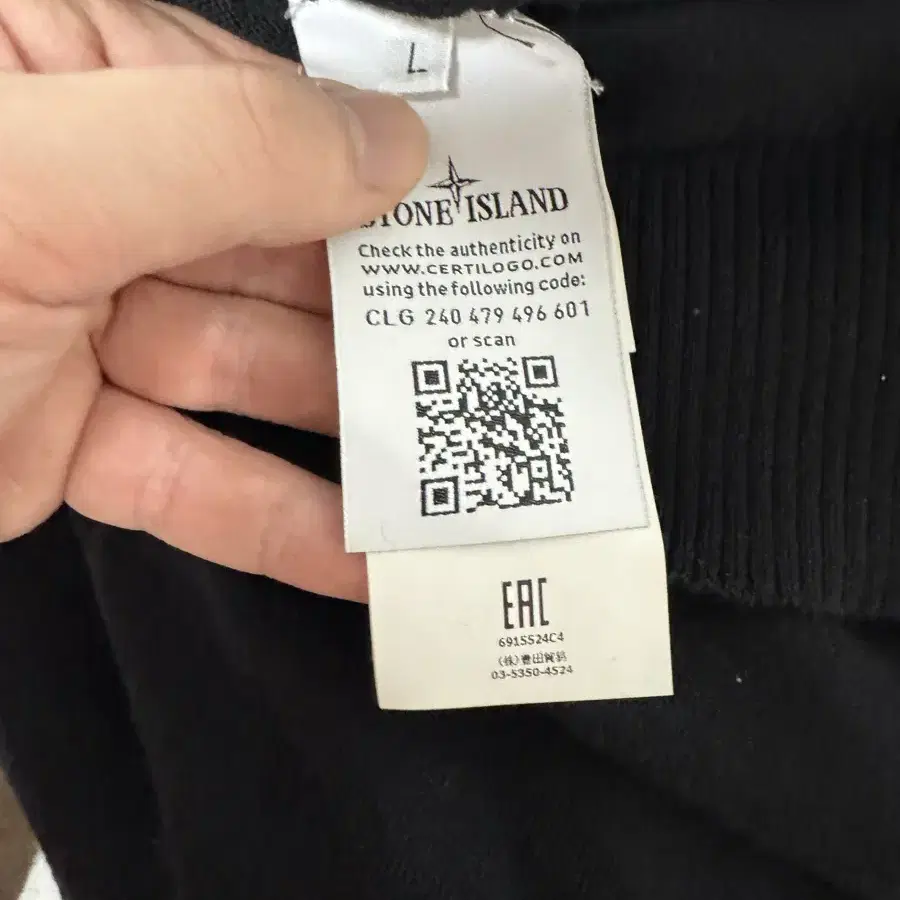 L
STONE ISLAND
Check the authenticity on
WWW.CERTILOGO.COM
using the following code:
CLG 240 479 496 601
or scan
EAC
6915524C4
(株)豊田貿易
03-5350-4524